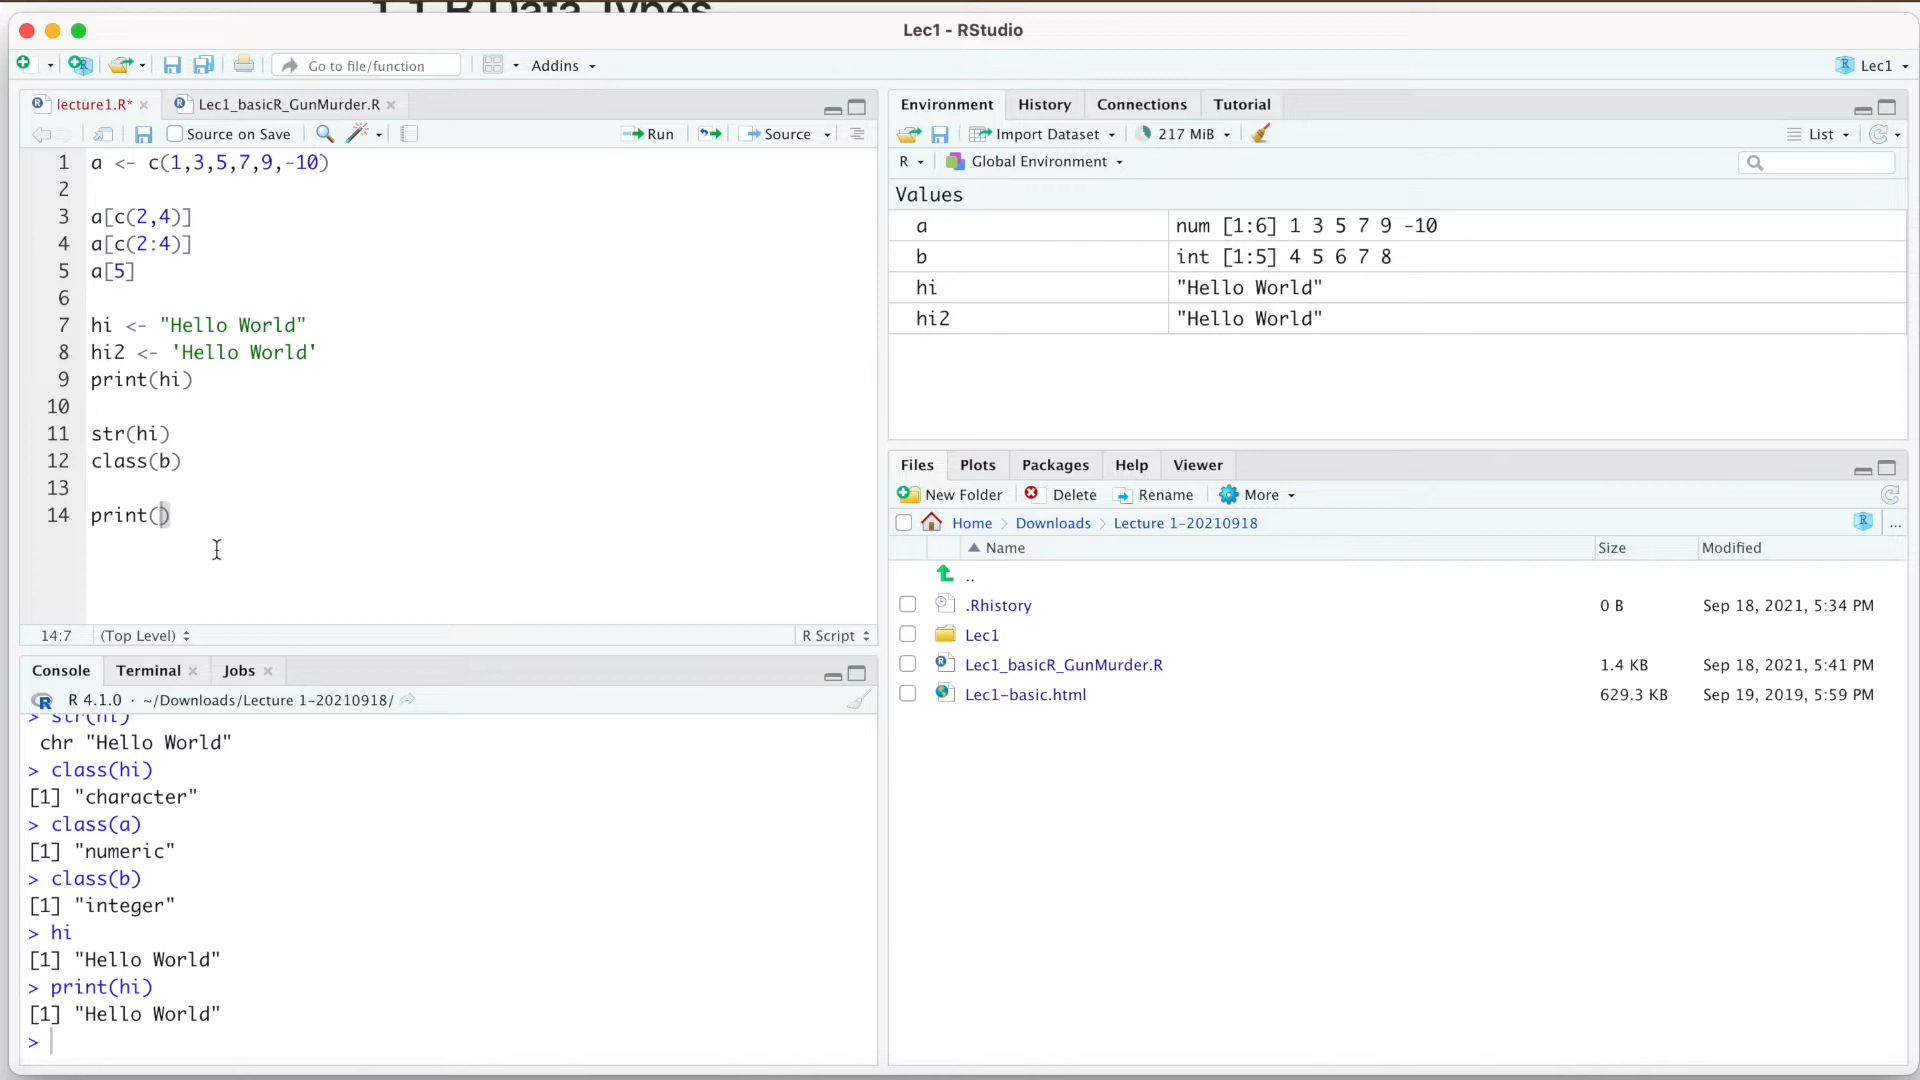 1.1 R Data Types
Lec1 - RStudio
Go to file/function
Addins
Lec1
lecture1.R*
Lec1_basicR_GunMurder.R
Source on Save
Run
Source
1 a <- c(1,3,5,7,9,-10)
2
3 a[c(2,4)]
4 a[c(2:4)]
5 a[5]
6
7 hi <- "Hello World"
8 hi2 <- 'Hello World'
9 print(hi)
10
11 str(hi)
12 class(b)
13
14 print()
14:7 (Top Level) R Script
Console Terminal Jobs
R 4.1.0 · ~/Downloads/Lecture 1-20210918/
> str(hi)
chr "Hello World"
> class(hi)
[1] "character"
> class(a)
[1] "numeric"
> class(b)
[1] "integer"
> hi
[1] "Hello World"
> print(hi)
[1] "Hello World"
>
Environment History Connections Tutorial
Import Dataset 217 MiB List
R Global Environment
Values
a num [1:6] 1 3 5 7 9 -10
b int [1:5] 4 5 6 7 8
hi "Hello World"
hi2 "Hello World"
Files Plots Packages Help Viewer
New Folder Delete Rename More
Home > Downloads > Lecture 1-20210918 ...
Name Size Modified
..
.Rhistory 0 B Sep 18, 2021, 5:34 PM
Lec1
Lec1_basicR_GunMurder.R 1.4 KB Sep 18, 2021, 5:41 PM
Lec1-basic.html 629.3 KB Sep 19, 2019, 5:59 PM